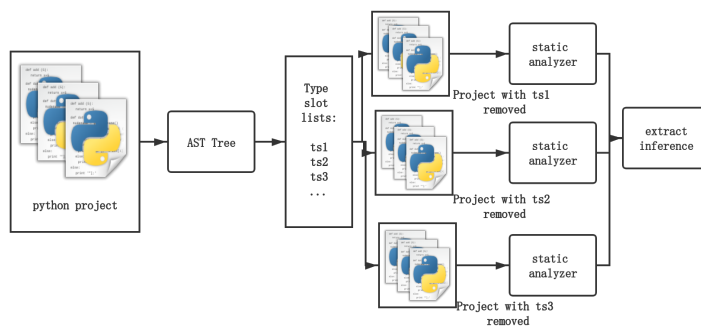 python project
AST Tree
Type
slot
lists:
ts1
ts2
ts3
...
Project with ts1
removed
static
analyzer
Project with ts2
removed
static
analyzer
Project with ts3
removed
static
analyzer
extract
inference